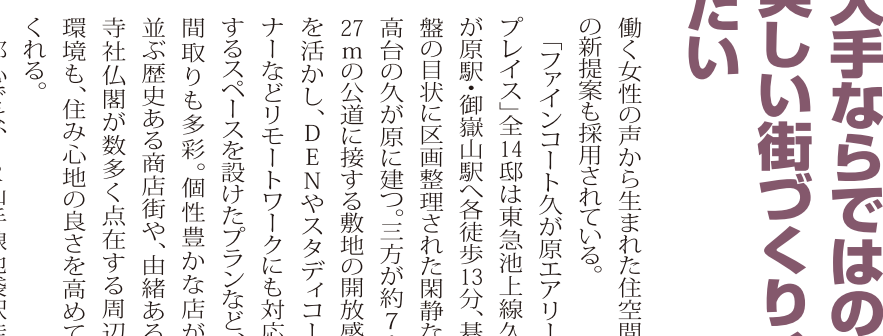 大手ならではの
美しい街づくり
たい
働く女性の声から生まれた住空間
の新提案も採用されている。
「ファインコート久が原エアリー
プレイス」全14邸は東急池上線久
が原駅・御嶽山駅へ各徒歩13分、碁
盤の目状に区画整理された閑静な
高台の久が原に建つ。三方が約7
27mの公道に接する敷地の開放感
を活かし、DENやスタディコー
ナーなどリモートワークにも対応
するスペースを設けたプランなど、
間取りも多彩。個性豊かな店が
並ぶ歴史ある商店街や、由緒ある
寺社仏閣が数多く点在する周辺
環境も、住み心地の良さを高めて
くれる。